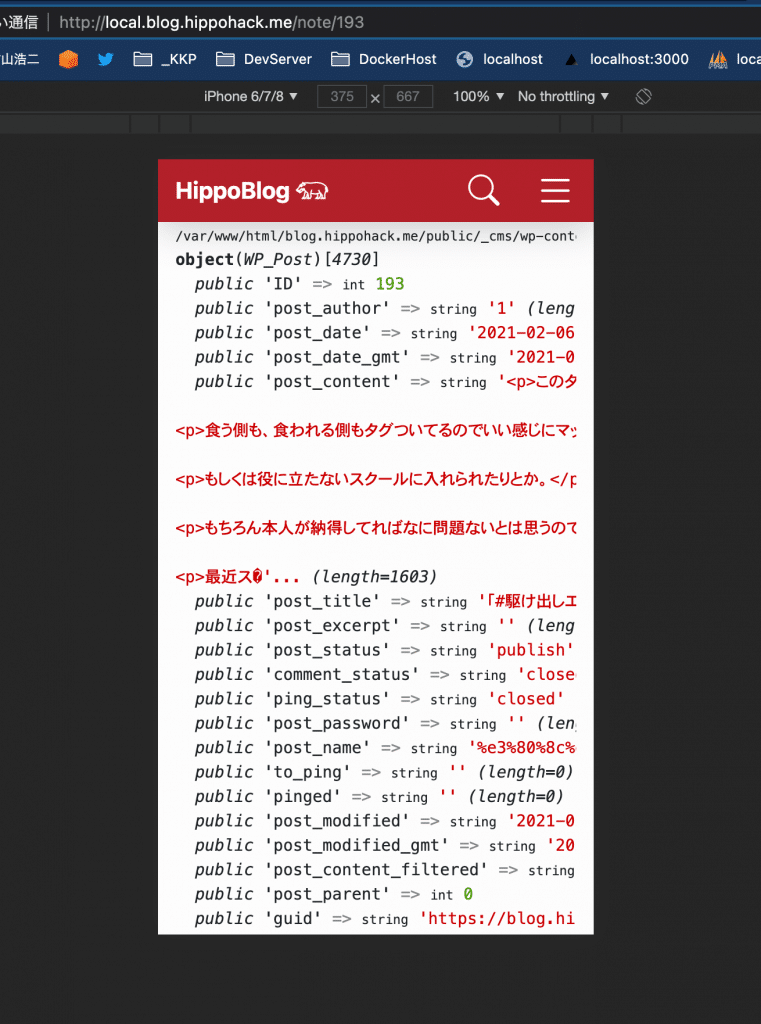 い通信 | http://local.blog.hippohack.me/note/193
山浩二 _KKP DevServer DockerHost localhost localhost:3000 loca
iPhone 6/7/8 ▼ 375 × 667 100% ▼ No throttling ▼
HippoBlog
/var/www/html/blog.hippohack.me/public/_cms/wp-conte
object(WP_Post)[4730]
public 'ID' => int 193
public 'post_author' => string '1' (leng
public 'post_date' => string '2021-02-06
public 'post_date_gmt' => string '2021-0
public 'post_content' => string '<p>このタ
<p>食う側も、食われる側もタグついてるのでいい感じにマッ
<p>もしくは役に立たないスクールに入れられたりとか。</p
<p>もちろん本人が納得してればなに問題ないとは思うので
<p>最近ス�'... (length=1603)
public 'post_title' => string '「#駆け出しエ
public 'post_excerpt' => string '' (leng
public 'post_status' => string 'publish'
public 'comment_status' => string 'close
public 'ping_status' => string 'closed'
public 'post_password' => string '' (len
public 'post_name' => string '%e3%80%8c%
public 'to_ping' => string '' (length=0)
public 'pinged' => string '' (length=0)
public 'post_modified' => string '2021-0
public 'post_modified_gmt' => string '20
public 'post_content_filtered' => string
public 'post_parent' => int 0
public 'guid' => string 'https://blog.hi